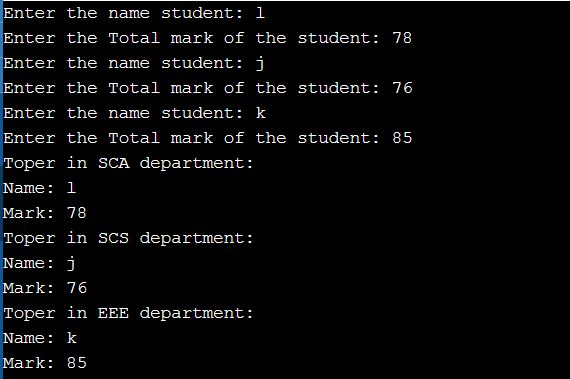 Enter the name student: l
Enter the Total mark of the student: 78
Enter the name student: j
Enter the Total mark of the student: 76
Enter the name student: k
Enter the Total mark of the student: 85
Toper in SCA department:
Name: l
Mark: 78
Toper in SCS department:
Name: j
Mark: 76
Toper in EEE department:
Name: k
Mark: 85